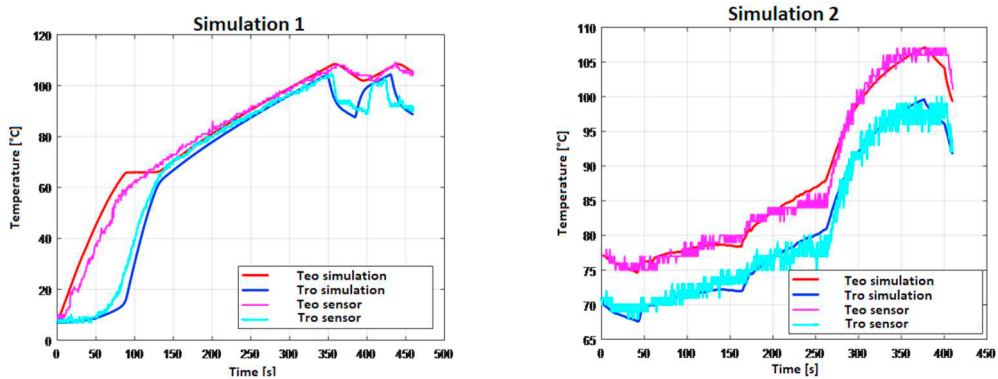 Simulation 1
120
100
80
60
40
20
0
0 50 100 150 200 250 300 350 400 450 500
Temperature [°C]
Time [s]
Teo simulation
Tro simulation
Teo sensor
Tro sensor
Simulation 2
110
105
100
95
90
85
80
75
70
65
0 50 100 150 200 250 300 350 400 450
Temperature [°C]
Time [s]
Teo simulation
Tro simulation
Teo sensor
Tro sensor